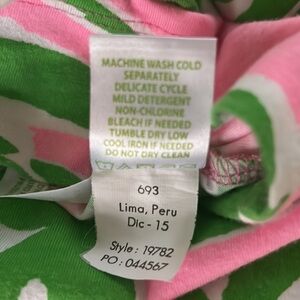 MACHINE WASH COLD
SEPARATELY
DELICATE CYCLE
MILD DETERGENT
NON-CHLORINE
BLEACH IF NEEDED
TUMBLE DRY LOW
COOL IRON IF NEEDED
DO NOT DRY CLEAN
693
Lima, Peru
Dic - 15
Style : 19782
PO : 044567